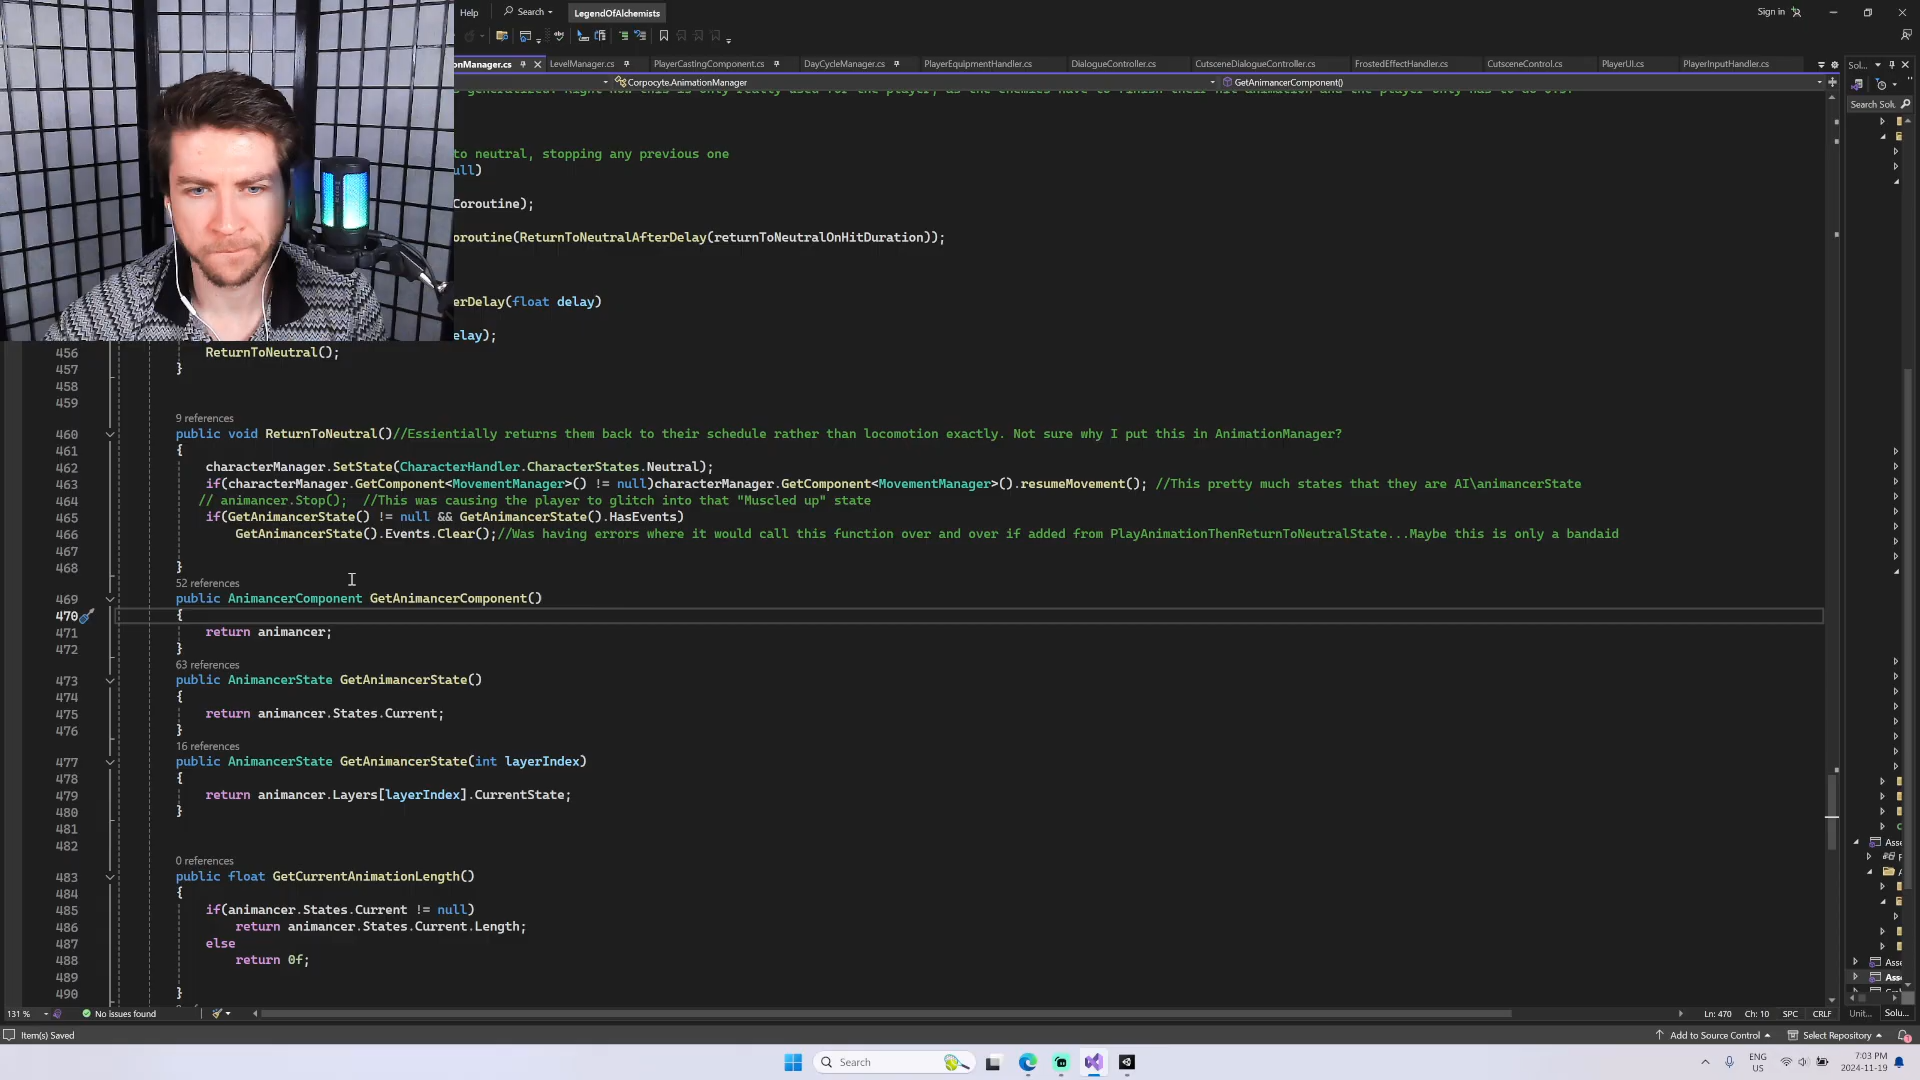 Help Search LegendOfAlchemists Sign in
onManager.cs LevelManager.cs PlayerCastingComponent.cs DayCycleManager.cs PlayerEquipmentHandler.cs DialogueController.cs CutsceneDialogueController.cs FrostedEffectHandler.cs CutsceneControl.cs PlayerUI.cs PlayerInputHandler.cs Sol...
Corpocyte.AnimationManager GetAnimancerComponent()
Search Solu
to neutral, stopping any previous one
ull)
Coroutine);
oroutine(ReturnToNeutralAfterDelay(returnToNeutralOnHitDuration));
erDelay(float delay)
elay);
456 ReturnToNeutral();
457 }
458
459
9 references
460 public void ReturnToNeutral()//Essientially returns them back to their schedule rather than locomotion exactly. Not sure why I put this in AnimationManager?
461 {
462 characterManager.SetState(CharacterHandler.CharacterStates.Neutral);
463 if(characterManager.GetComponent<MovementManager>() != null)characterManager.GetComponent<MovementManager>().resumeMovement(); //This pretty much states that they are AI\animancerState
464 // animancer.Stop(); //This was causing the player to glitch into that "Muscled up" state
465 if(GetAnimancerState() != null && GetAnimancerState().HasEvents)
466 GetAnimancerState().Events.Clear();//Was having errors where it would call this function over and over if added from PlayAnimationThenReturnToNeutralState...Maybe this is only a bandaid
467
468 }
52 references
469 public AnimancerComponent GetAnimancerComponent()
470 {
471 return animancer;
472 }
63 references
473 public AnimancerState GetAnimancerState()
474 {
475 return animancer.States.Current;
476 }
16 references
477 public AnimancerState GetAnimancerState(int layerIndex)
478 {
479 return animancer.Layers[layerIndex].CurrentState;
480 }
481
482
0 references
483 public float GetCurrentAnimationLength()
484 {
485 if(animancer.States.Current != null)
486 return animancer.States.Current.Length;
487 else
488 return 0f;
489
490 }
Asse
Asse
Asse
131 % No issues found Ln: 470 Ch: 10 SPC CRLF Unit... Solu...
Item(s) Saved Add to Source Control Select Repository
Search
ENG
US
7:03 PM
2024-11-19